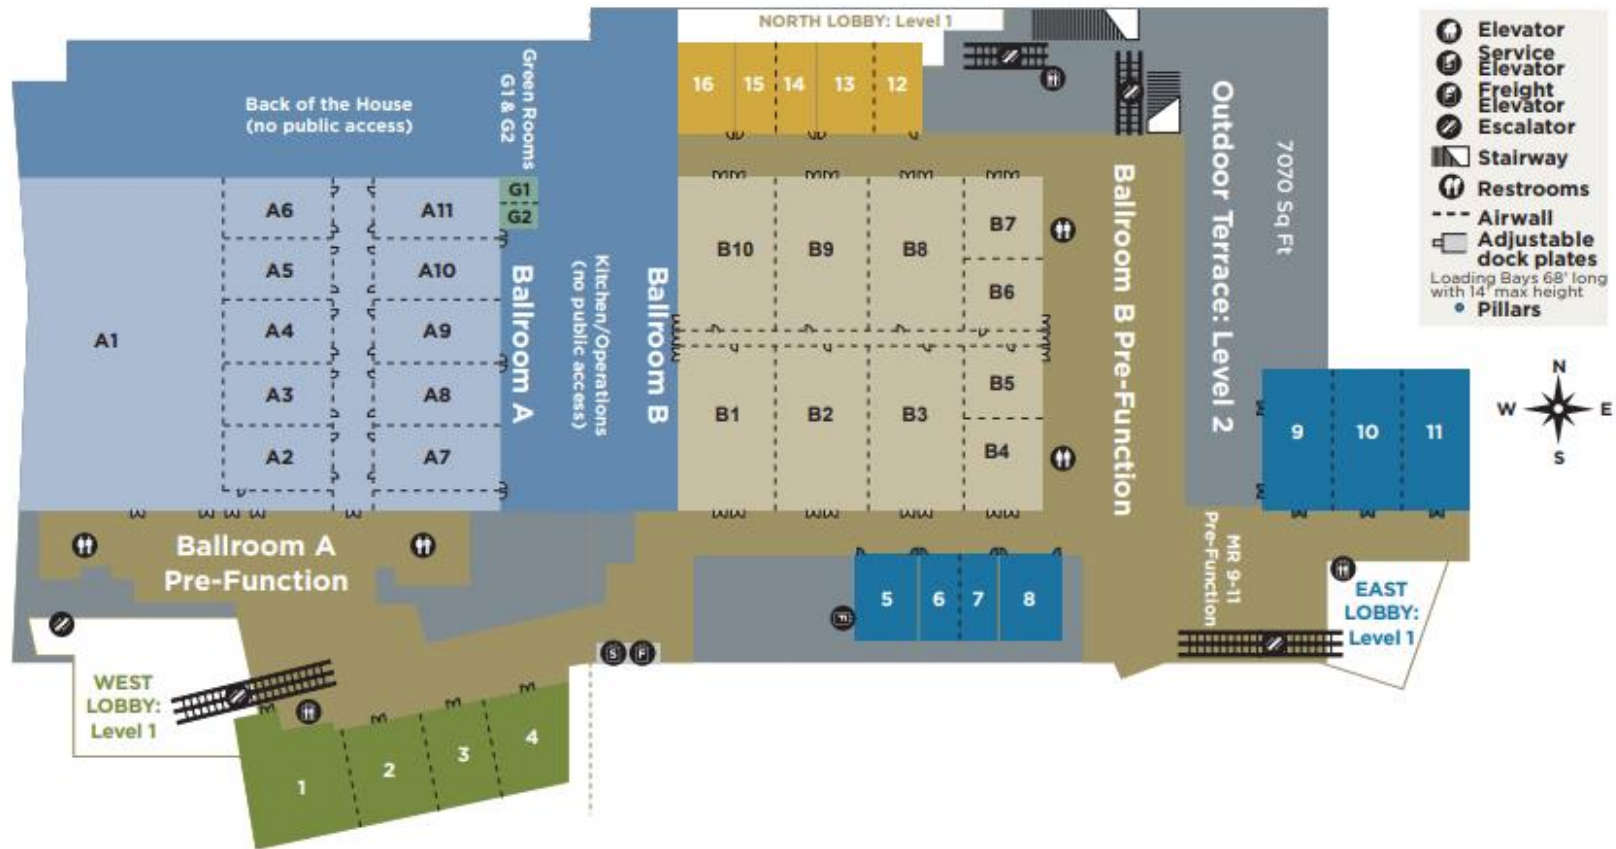 NORTH LOBBY: Level 1
16
15
14
13
12
Back of the House
(no public access)
Green Rooms
G1 & G2
G1
G2
A1
A6
A5
A4
A3
A2
A11
A10
A9
A8
A7
Ballroom A
Kitchen/Operations
(no public access)
Ballroom B
B10
B9
B8
B7
B6
B1
B2
B3
B5
B4
Ballroom B Pre-Function
Outdoor Terrace: Level 2
7070 Sq Ft
9
10
11
MR 9-11
Pre-Function
EAST
LOBBY:
Level 1
5
6
7
8
Ballroom A
Pre-Function
S
F
F
WEST
LOBBY:
Level 1
1
2
3
4
Elevator
S
Service
Elevator
F
Freight
Elevator
Escalator
Stairway
Restrooms
Airwall
Adjustable
dock plates
Loading Bays 68' long
with 14' max height
Pillars
N
W
E
S